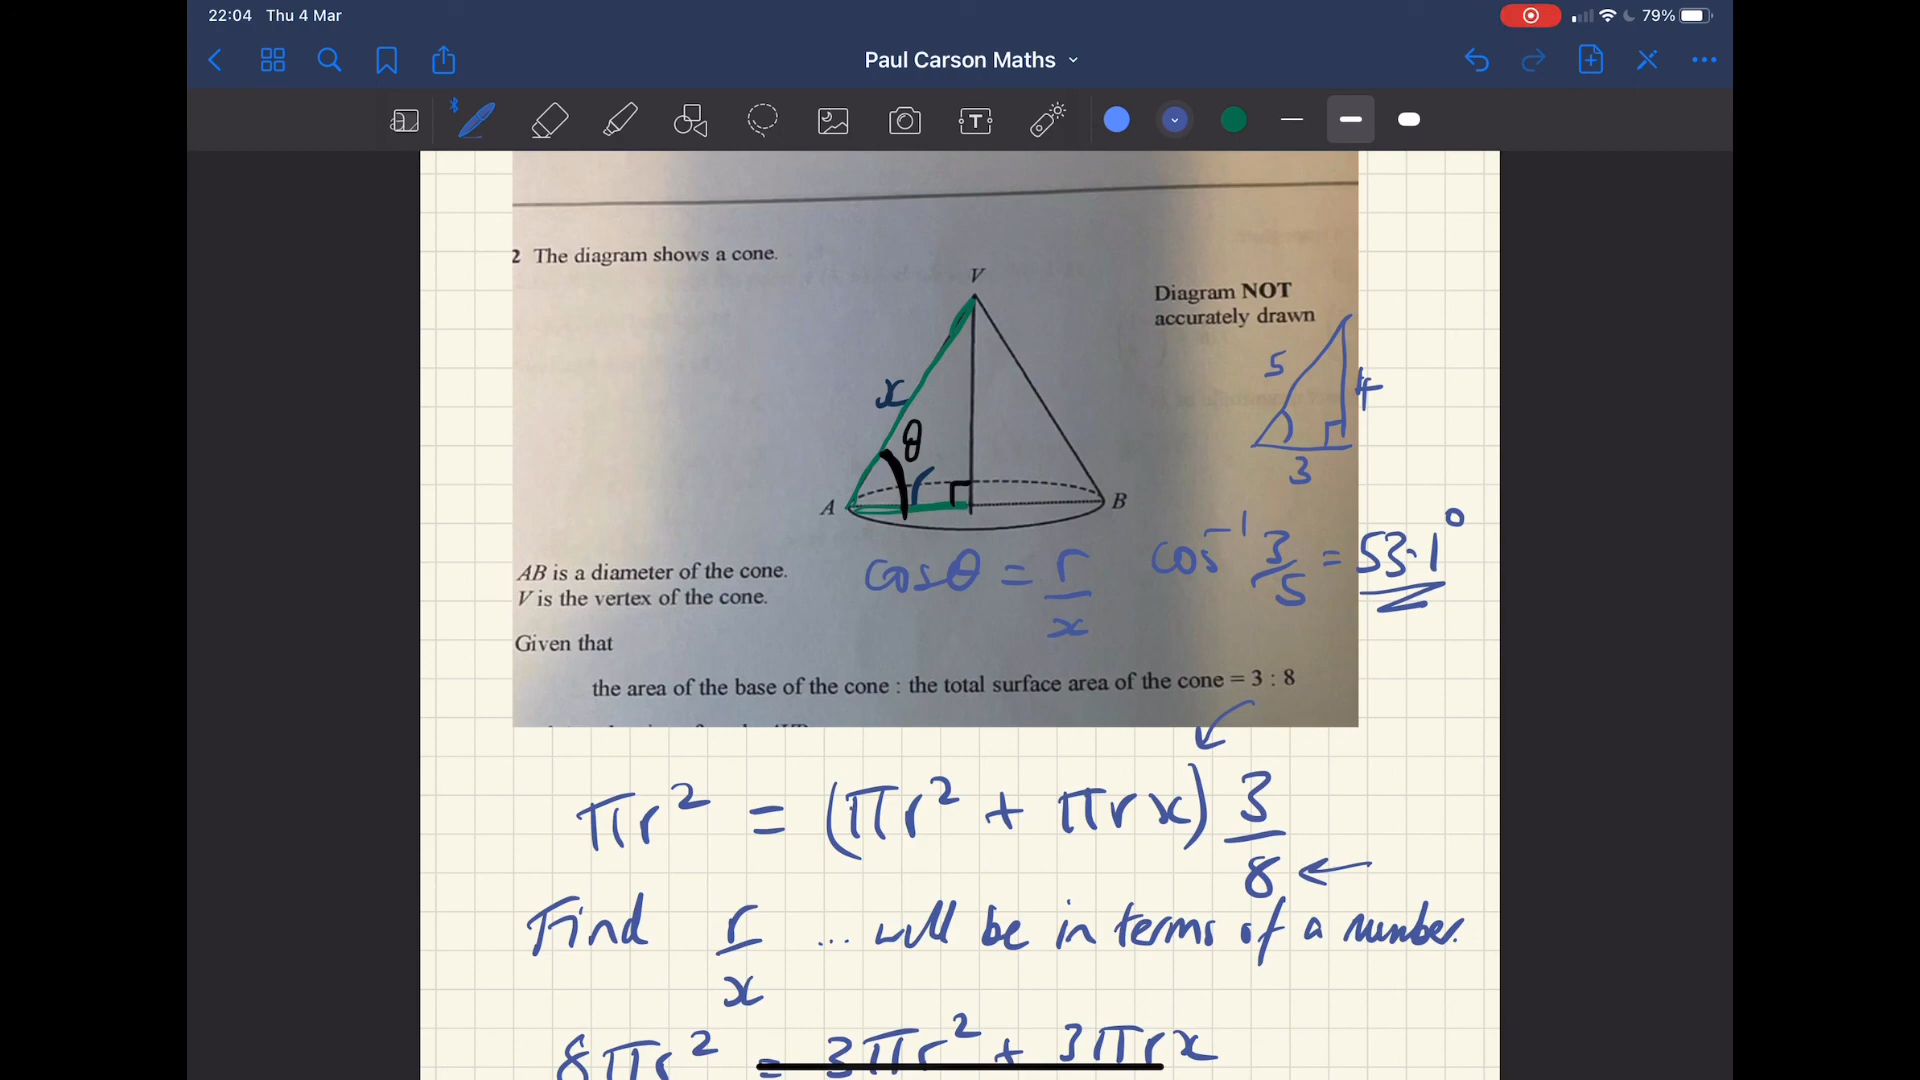 22:04 Thu 4 Mar
79%
Paul Carson Maths
T
2 The diagram shows a cone.
V
Diagram NOT
accurately drawn
x
θ
r
A
B
5
4
3
AB is a diameter of the cone.
V is the vertex of the cone.
cosθ = r/x
cos⁻¹ 3/5 = 53.1°
Given that
the area of the base of the cone : the total surface area of the cone = 3 : 8
πr² = (πr² + πrx) 3/8
Find r/x ... will be in terms of a number.
8πr² = 3πr² + 3πrx